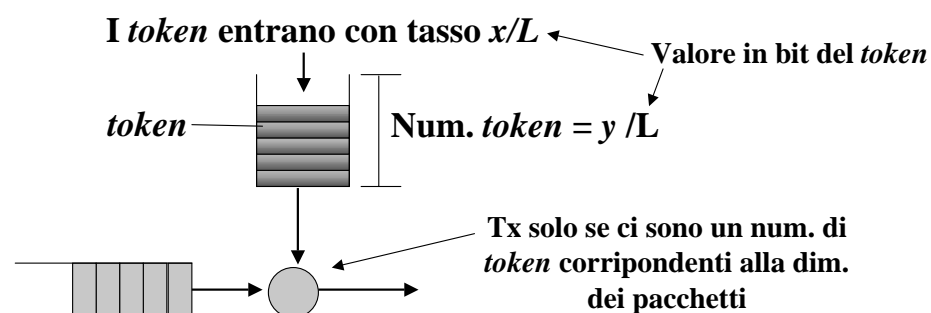 I token entrano con tasso x/L
Valore in bit del token
token
Num. token = y /L
Tx solo se ci sono un num. di
token corripondenti alla dim.
dei pacchetti